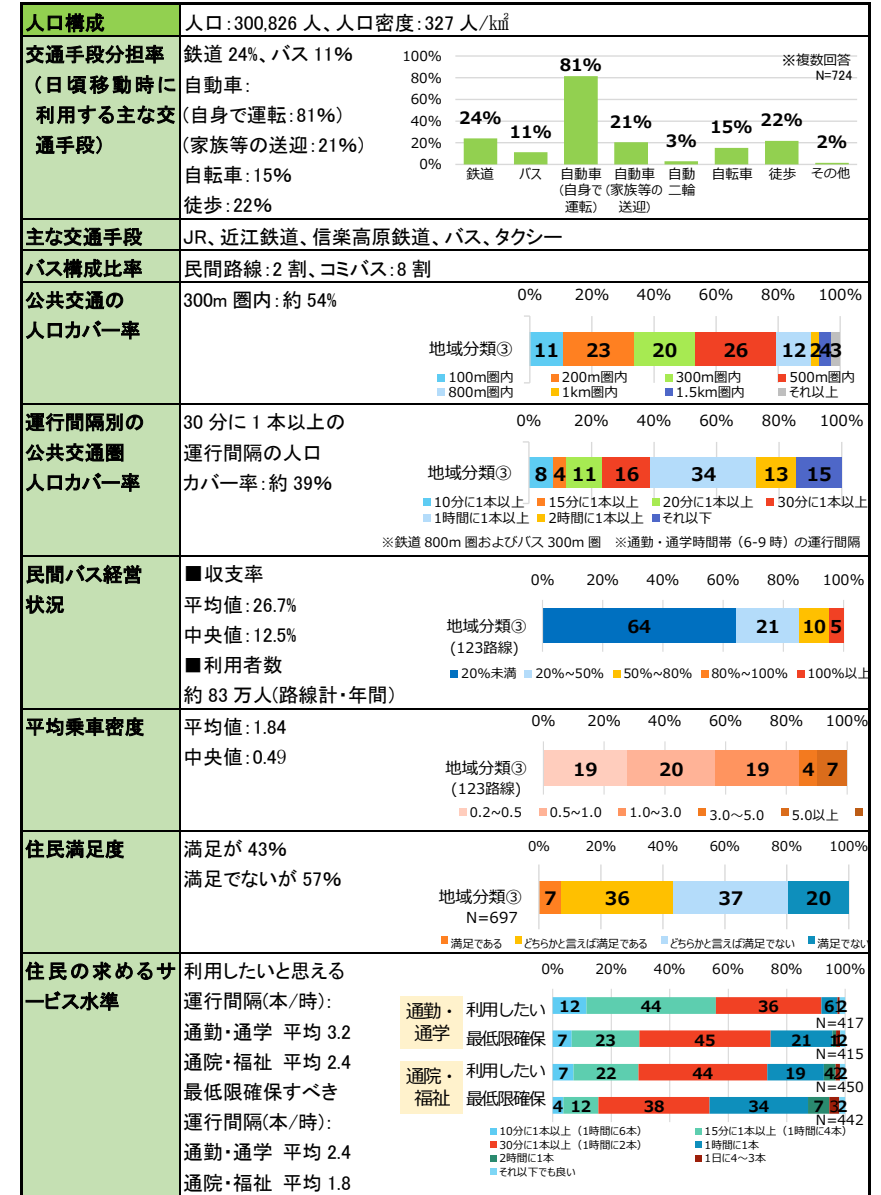 人口構成
人口:300,826 人、人口密度:327 人/㎢
交通手段分担率
(日頃移動時に
利用する主な交
通手段)
鉄道 24%、バス 11%
自動車:
(自身で運転:81%)
(家族等の送迎:21%)
自転車:15%
徒歩:22%
※複数回答
N=724
100%
80%
60%
40%
20%
0%
24%
11%
81%
21%
3%
15%
22%
2%
鉄道 バス 自動車 自動車 自動 自転車 徒歩 その他
(自身で (家族等の 二輪
運転) 送迎)
主な交通手段
JR、近江鉄道、信楽高原鉄道、バス、タクシー
バス構成比率
民間路線:2 割、コミバス:8 割
公共交通の
人口カバー率
300m 圏内:約 54%
0% 20% 40% 60% 80% 100%
地域分類③ 11 23 20 26 12 2 4 3
100m圏内 200m圏内 300m圏内 500m圏内
800m圏内 1km圏内 1.5km圏内 それ以上
運行間隔別の
公共交通圏
人口カバー率
30 分に 1 本以上の
運行間隔の人口
カバー率:約 39%
0% 20% 40% 60% 80% 100%
地域分類③ 8 4 11 16 34 13 15
10分に1本以上 15分に1本以上 20分に1本以上 30分に1本以上
1時間に1本以上 2時間に1本以上 それ以下
※鉄道 800m 圏およびバス 300m 圏 ※通勤・通学時間帯(6-9 時)の運行間隔
民間バス経営
状況
■収支率
平均値:26.7%
中央値:12.5%
■利用者数
約 83 万人(路線計・年間)
0% 20% 40% 60% 80% 100%
地域分類③ 64 21 10 5
(123路線)
20%未満 20%~50% 50%~80% 80%~100% 100%以上
平均乗車密度
平均値:1.84
中央値:0.49
0% 20% 40% 60% 80% 100%
地域分類③ 19 20 19 4 7
(123路線)
0.2~0.5 0.5~1.0 1.0~3.0 3.0~5.0 5.0以上
住民満足度
満足が 43%
満足でないが 57%
0% 20% 40% 60% 80% 100%
地域分類③ 7 36 37 20
N=697
満足である どちらかと言えば満足である どちらかと言えば満足でない 満足でない
住民の求めるサ
ービス水準
利用したいと思える
運行間隔(本/時):
通勤・通学 平均 3.2
通院・福祉 平均 2.4
最低限確保すべき
運行間隔(本/時):
通勤・通学 平均 2.4
通院・福祉 平均 1.8
0% 20% 40% 60% 80% 100%
通勤・
通学
利用したい 12 44 36 6 1 2
N=417
最低限確保 7 23 45 21 1 2
N=415
通院・
福祉
利用したい 7 22 44 19 4 2 2
N=450
最低限確保 4 12 38 34 7 3 2
N=442
10分に1本以上(1時間に6本) 15分に1本以上(1時間に4本)
30分に1本以上(1時間に2本) 1時間に1本
2時間に1本 1日に4~3本
それ以下でも良い